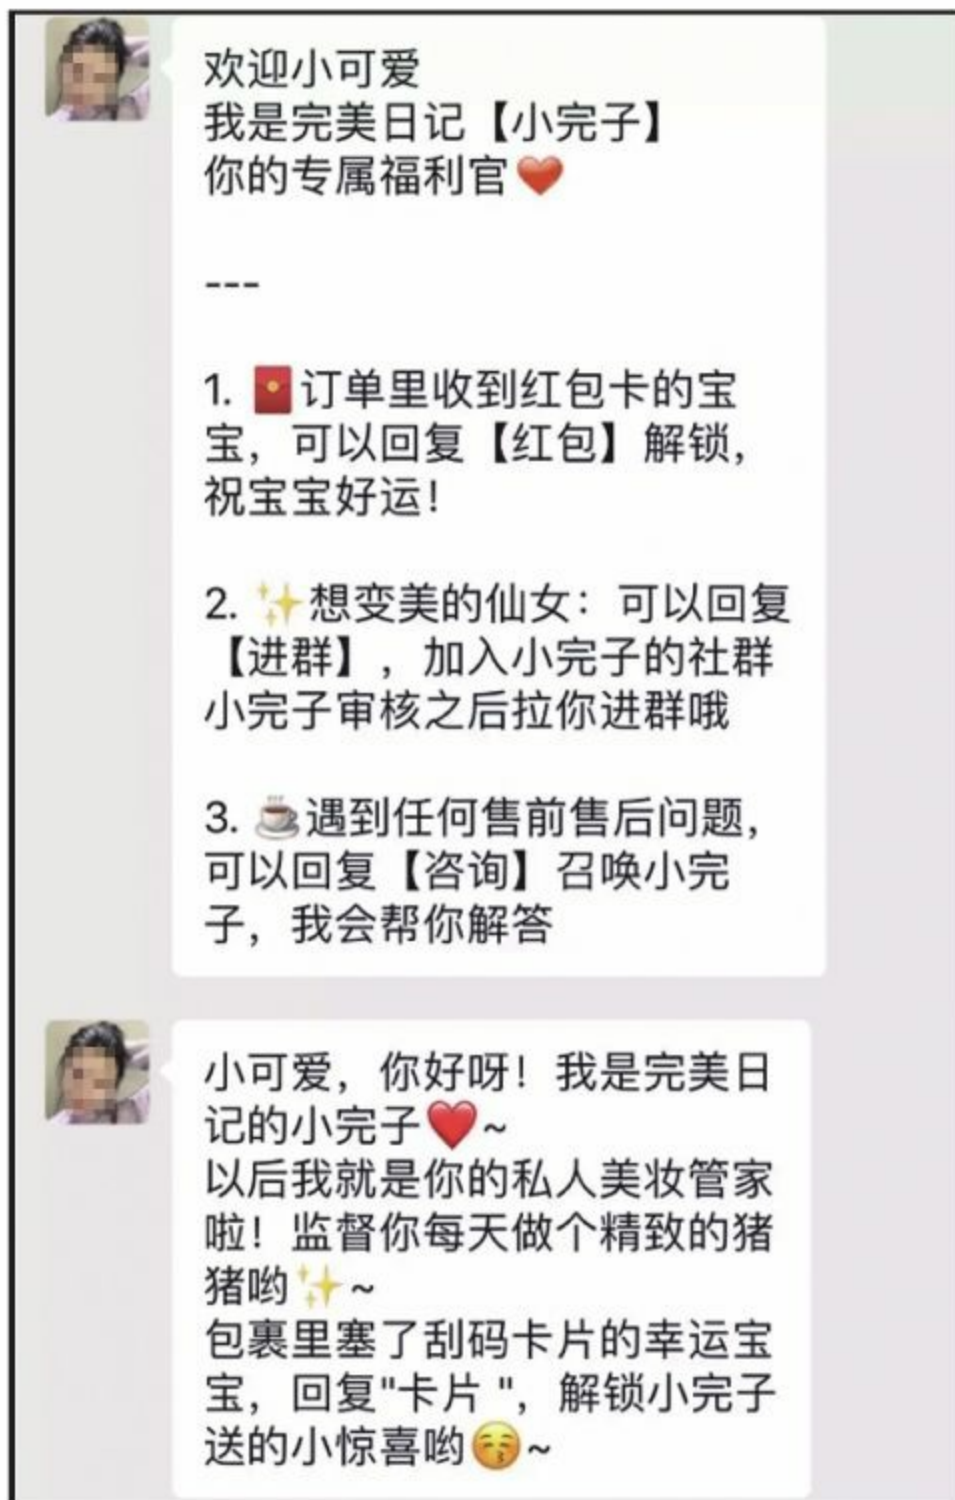 欢迎小可爱
我是完美日记【小完子】
你的专属福利官❤️
---
1. 🧧订单里收到红包卡的宝
宝，可以回复【红包】解锁，
祝宝宝好运！
2. ✨想变美的仙女：可以回复
【进群】，加入小完子的社群
小完子审核之后拉你进群哦
3. ☕遇到任何售前售后问题，
可以回复【咨询】召唤小完
子，我会帮你解答
小可爱，你好呀！我是完美日
记的小完子❤️~
以后我就是你的私人美妆管家
啦！监督你每天做个精致的猪
猪哟✨~
包裹里塞了刮码卡片的幸运宝
宝，回复"卡片 "，解锁小完子
送的小惊喜哟😚~